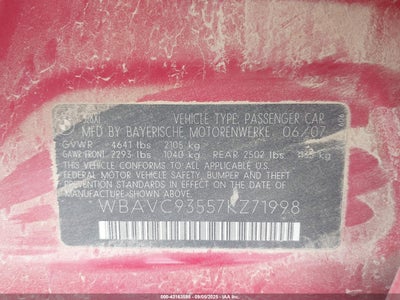 328XI VEHICLE TYPE: PASSENGER CAR
MFD BY BAYERISCHE MOTORENWERKE, 06/07
GVWR 4641 lbs 2105 kg
GAWR FRONT 2293 lbs 1040 kg REAR 2502 lbs kg
THIS VEHICLE CONFORMS TO ALL APPLICABLE
FEDERAL MOTOR VEHICLE SAFETY, BUMPER AND
THEFT PREVENTION STANDARDS IN EFFECT ON THE
DATE OF MANUFACTURE SHOWN ABOVE.
WBAVC93557KZ71998